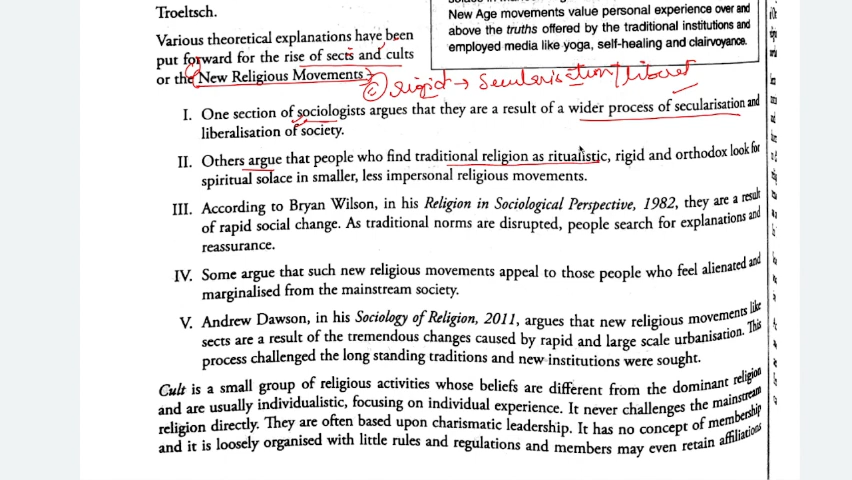 Troeltsch.
Various theoretical explanations have been
put forward for the rise of sects and cults
or the New Religious Movements:
New Age movements value personal experience over and
above the truths offered by the traditional institutions and
employed media like yoga, self-healing and clairvoyance.
rigid → Secularisation/liberal
I. One section of sociologists argues that they are a result of a wider process of secularisation and
liberalisation of society.
II. Others argue that people who find traditional religion as ritualistic, rigid and orthodox look for
spiritual solace in smaller, less impersonal religious movements.
III. According to Bryan Wilson, in his Religion in Sociological Perspective, 1982, they are a result
of rapid social change. As traditional norms are disrupted, people search for explanations and
reassurance.
IV. Some argue that such new religious movements appeal to those people who feel alienated and
marginalised from the mainstream society.
V. Andrew Dawson, in his Sociology of Religion, 2011, argues that new religious movements like
sects are a result of the tremendous changes caused by rapid and large scale urbanisation. This
process challenged the long standing traditions and new institutions were sought.
Cult is a small group of religious activities whose beliefs are different from the dominant religion
and are usually individualistic, focusing on individual experience. It never challenges the mainstream
religion directly. They are often based upon charismatic leadership. It has no concept of membership
and it is loosely organised with little rules and regulations and members may even retain affiliations